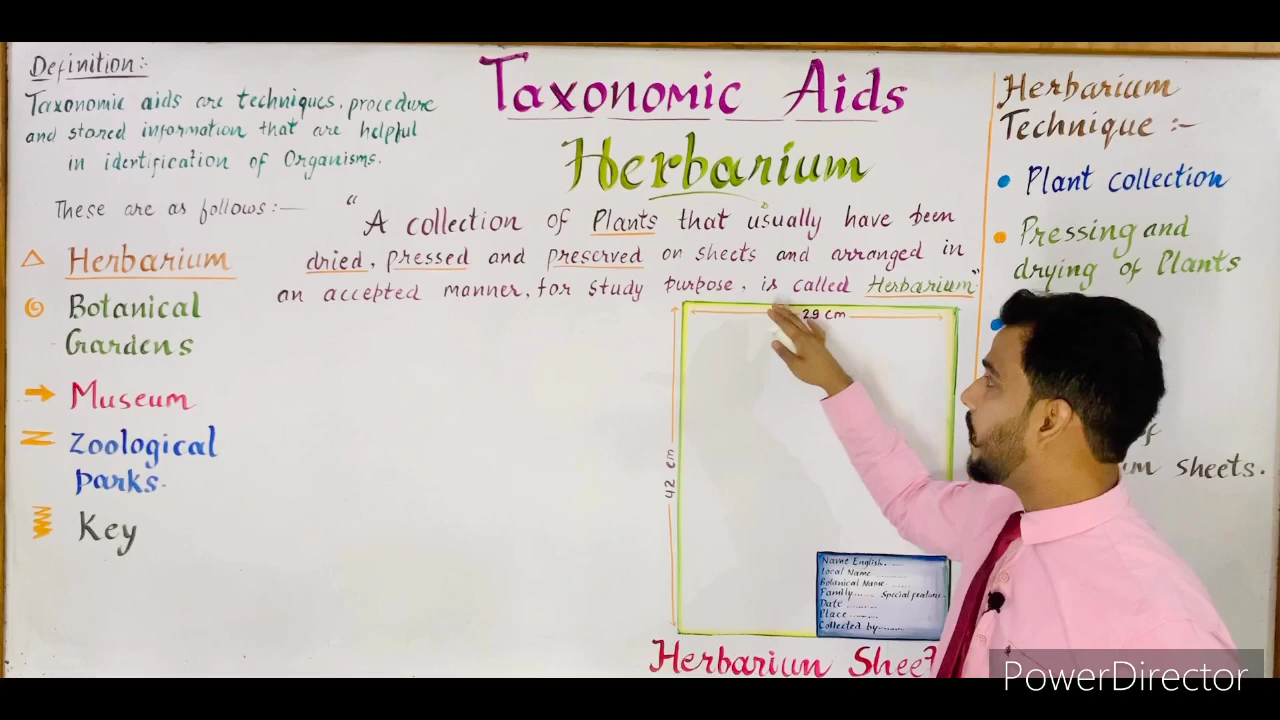 Definition:-
Taxonomic aids are techniques, procedure
and stored information that are helpful
in identification of Organisms.
These are as follows:-
Herbarium
Botanical
Gardens
Museum
Zoological
parks.
Key
Taxonomic Aids
Herbarium
"A collection of Plants that usually have been
dried, pressed and preserved on sheets and arranged in
an accepted manner, for study purpose, is called Herbarium"
29 cm
42 cm
Name English......
Local Name......
Botanical Name......
Family...... Special features.
Date......
Place......
Collected by......
Herbarium Sheet
Herbarium
Technique:-
Plant collection
Pressing and
drying of Plants
sheets.
PowerDirector